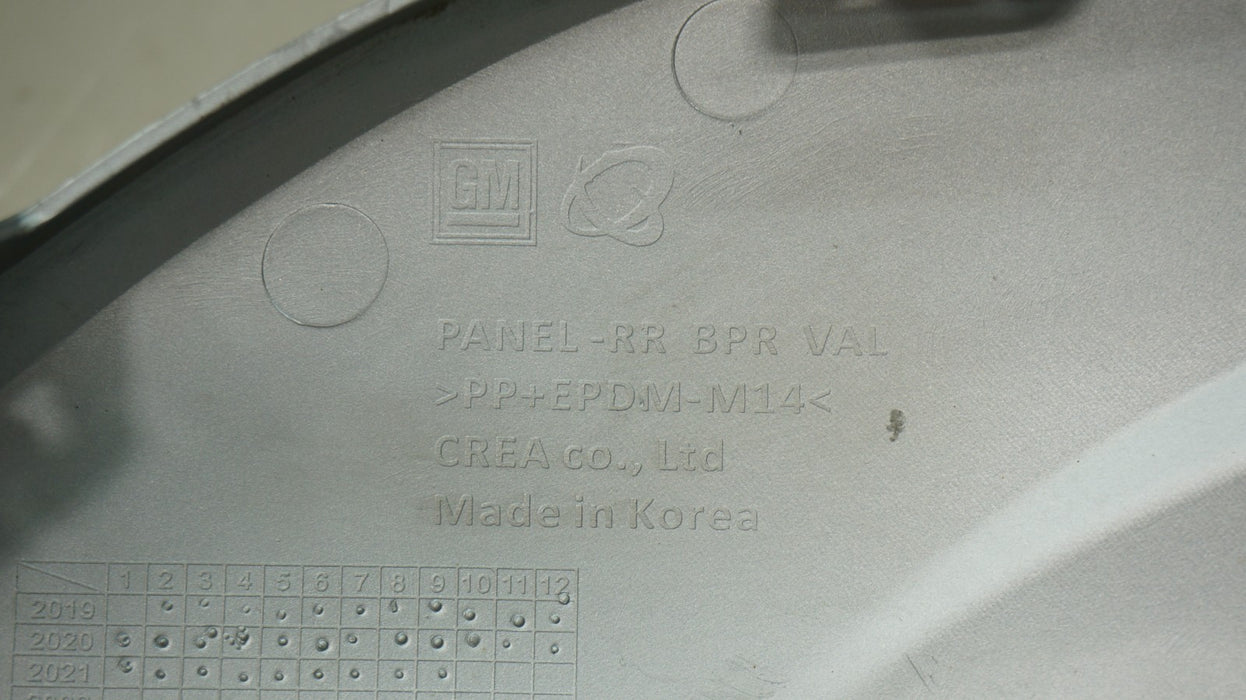 GM
PANEL-RR BPR VAL
>PP+EPDM-M14<
CREA co., Ltd
Made in Korea
1 2 3 4 5 6 7 8 9 10 11 12
2019
2020
2021